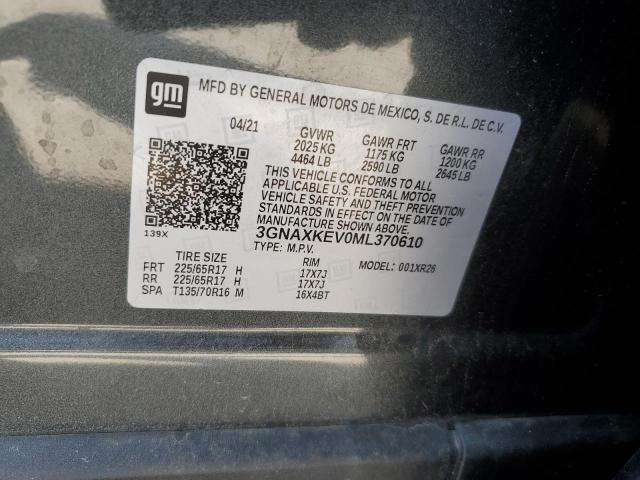 gm
MFD BY GENERAL MOTORS DE MEXICO, S. DE R.L. DE C.V.
04/21 GVWR GAWR FRT GAWR RR
2025 KG 1175 KG 1200 KG
4464 LB 2590 LB 2645 LB
THIS VEHICLE CONFORMS TO ALL
APPLICABLE U.S. FEDERAL MOTOR
VEHICLE SAFETY AND THEFT PREVENTION
STANDARDS IN EFFECT ON THE DATE OF
MANUFACTURE SHOWN ABOVE.
139X 3GNAXKEV0ML370610
TYPE: M.P.V. MODEL: 001XR26
TIRE SIZE RIM
FRT 225/65R17 H 17X7J
RR 225/65R17 H 17X7J
SPA T135/70R16 M 16X4BT